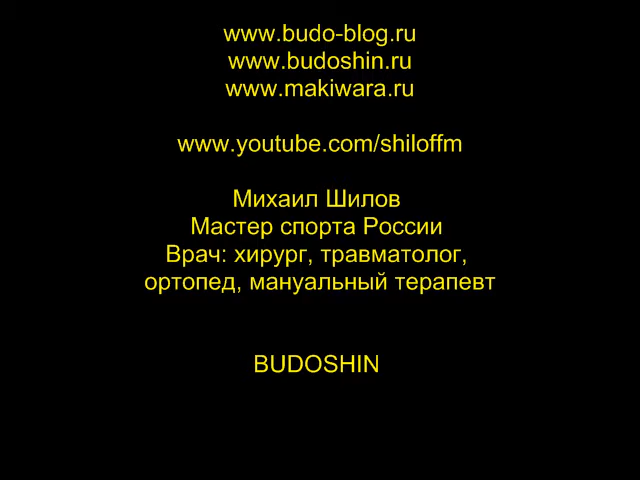 www.budo-blog.ru
www.budoshin.ru
www.makiwara.ru
www.youtube.com/shiloffm
Михаил Шилов
Мастер спорта России
Врач: хирург, травматолог,
ортопед, мануальный терапевт
BUDOSHIN